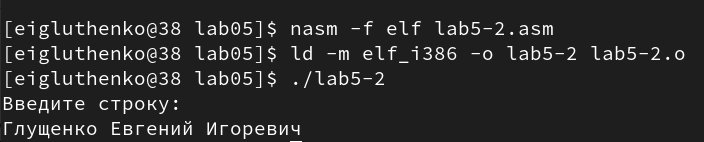 [eigluthenko@38 lab05]$ nasm -f elf lab5-2.asm
[eigluthenko@38 lab05]$ ld -m elf_i386 -o lab5-2 lab5-2.o
[eigluthenko@38 lab05]$ ./lab5-2
Введите строку:
Глущенко Евгений Игоревич